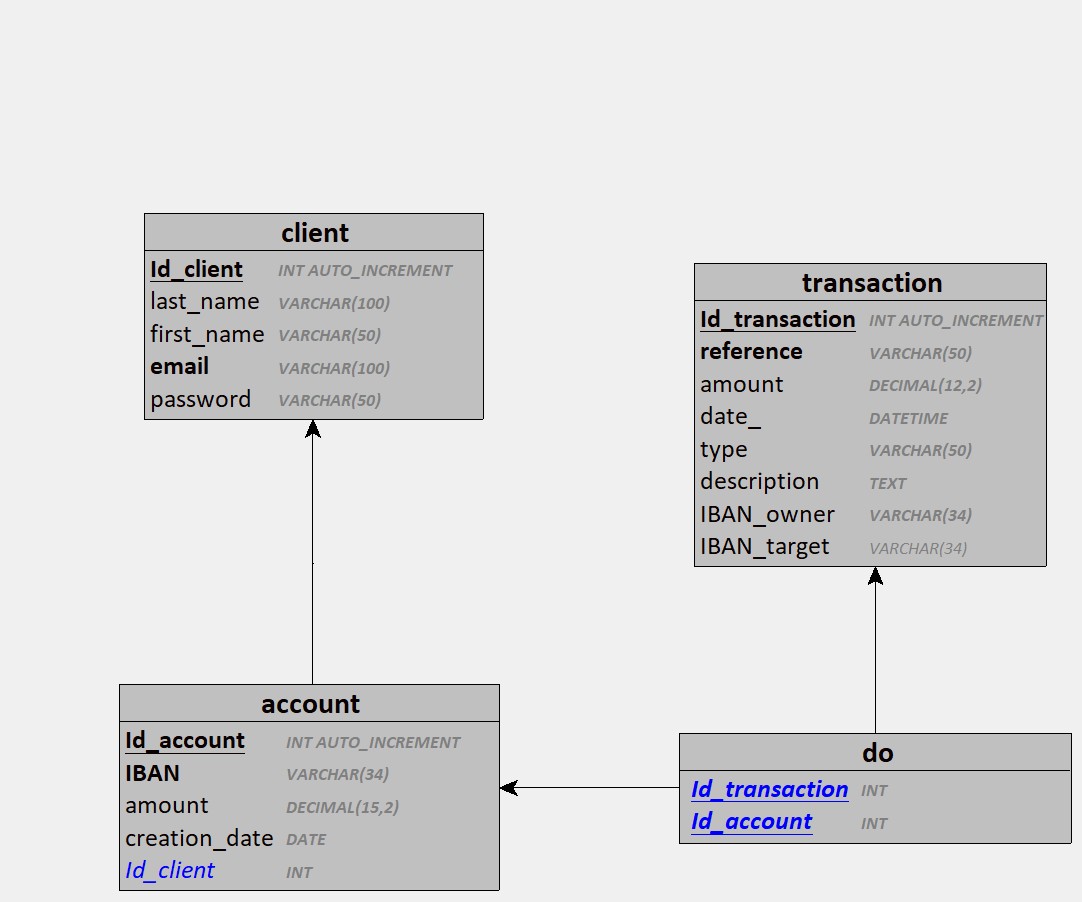 client
Id_client INT AUTO_INCREMENT
last_name VARCHAR(100)
first_name VARCHAR(50)
email VARCHAR(100)
password VARCHAR(50)
transaction
Id_transaction INT AUTO_INCREMENT
reference VARCHAR(50)
amount DECIMAL(12,2)
date_ DATETIME
type VARCHAR(50)
description TEXT
IBAN_owner VARCHAR(34)
IBAN_target VARCHAR(34)
account
Id_account INT AUTO_INCREMENT
IBAN VARCHAR(34)
amount DECIMAL(15,2)
creation_date DATE
Id_client INT
do
Id_transaction INT
Id_account INT